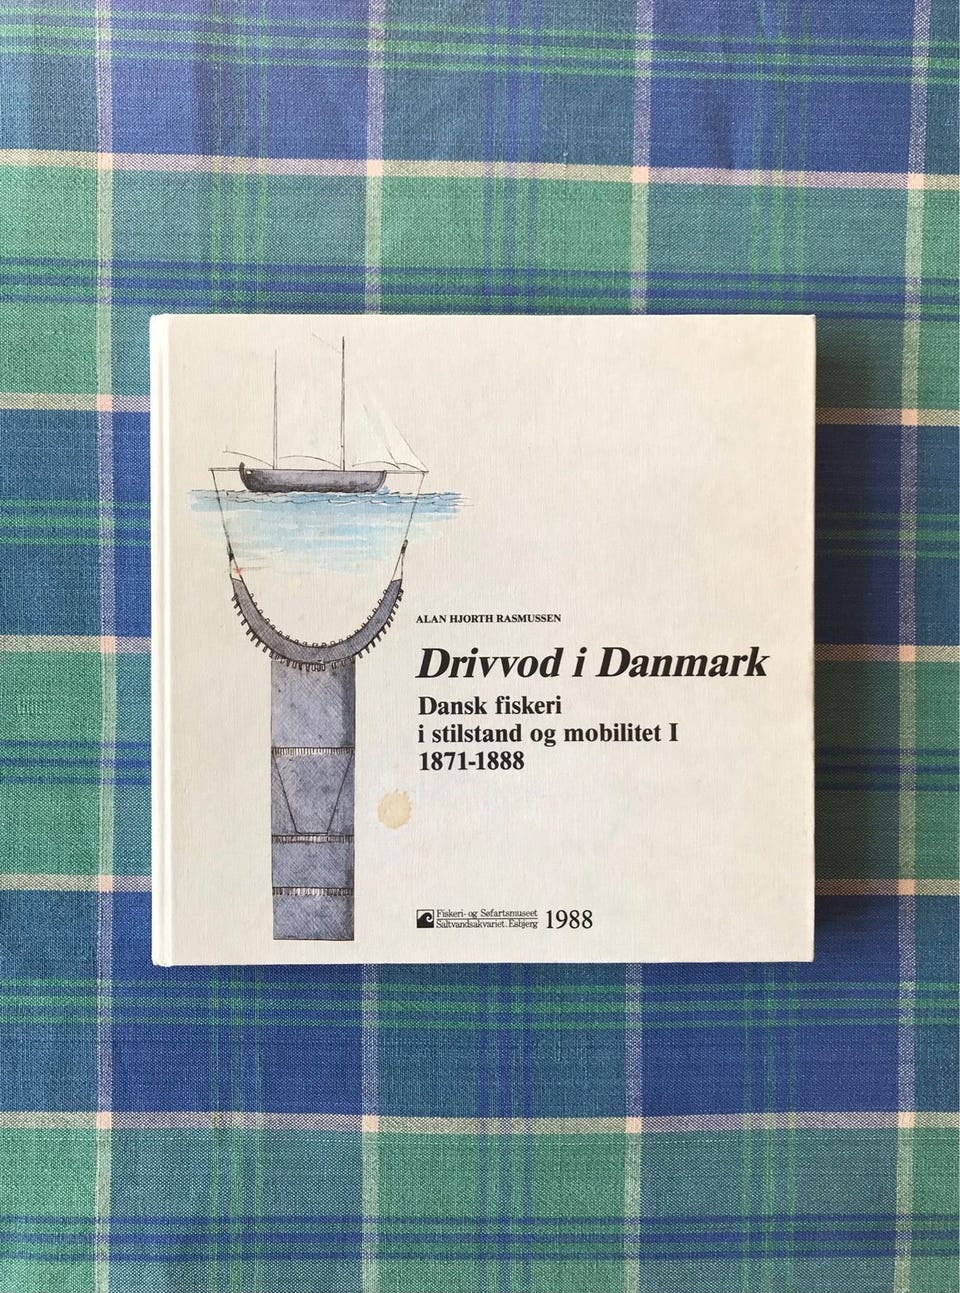 ALAN HJORTH RASMUSSEN
Drivvod i Danmark
Dansk fiskeri
i stilstand og mobilitet I
1871-1888
Fiskeri- og Søfartsmuseet
Saltvandsakvariet . Esbjerg
1988